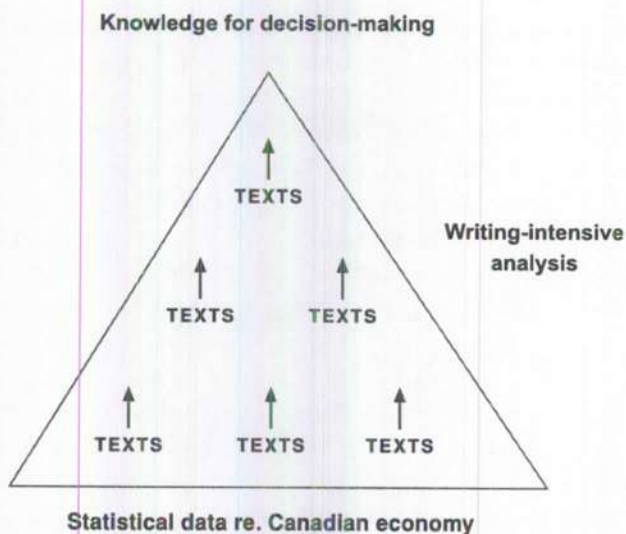 Knowledge for decision-making
TEXTS
Writing-intensive
analysis
TEXTS TEXTS
TEXTS TEXTS TEXTS
Statistical data re. Canadian economy